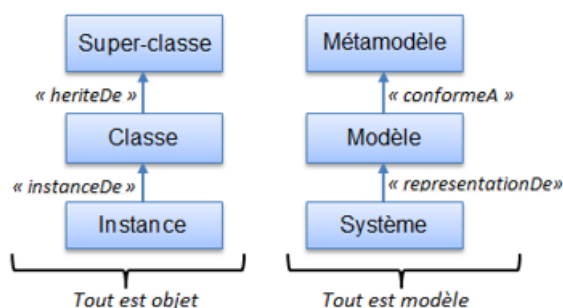 Super-classe
« heriteDe »
Classe
« instanceDe»
Instance
Tout est objet
Métamodèle
« conformeA »
Modèle
« representationDe»
Système
Tout est modèle